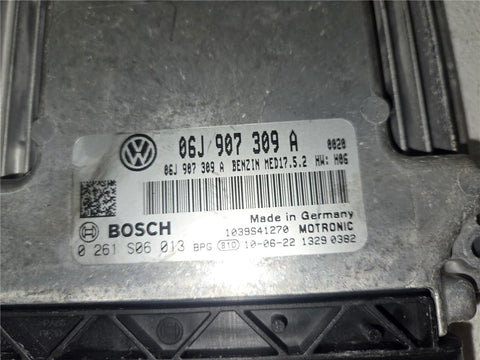 06J 907 309 A 0020
06J 907 309 A BENZIN MED17.5.2 HW: H06
BOSCH
Made in Germany
1039S41270 MOTRONIC
0 261 S06 013 BPG 810 10-06-22 1329 0382